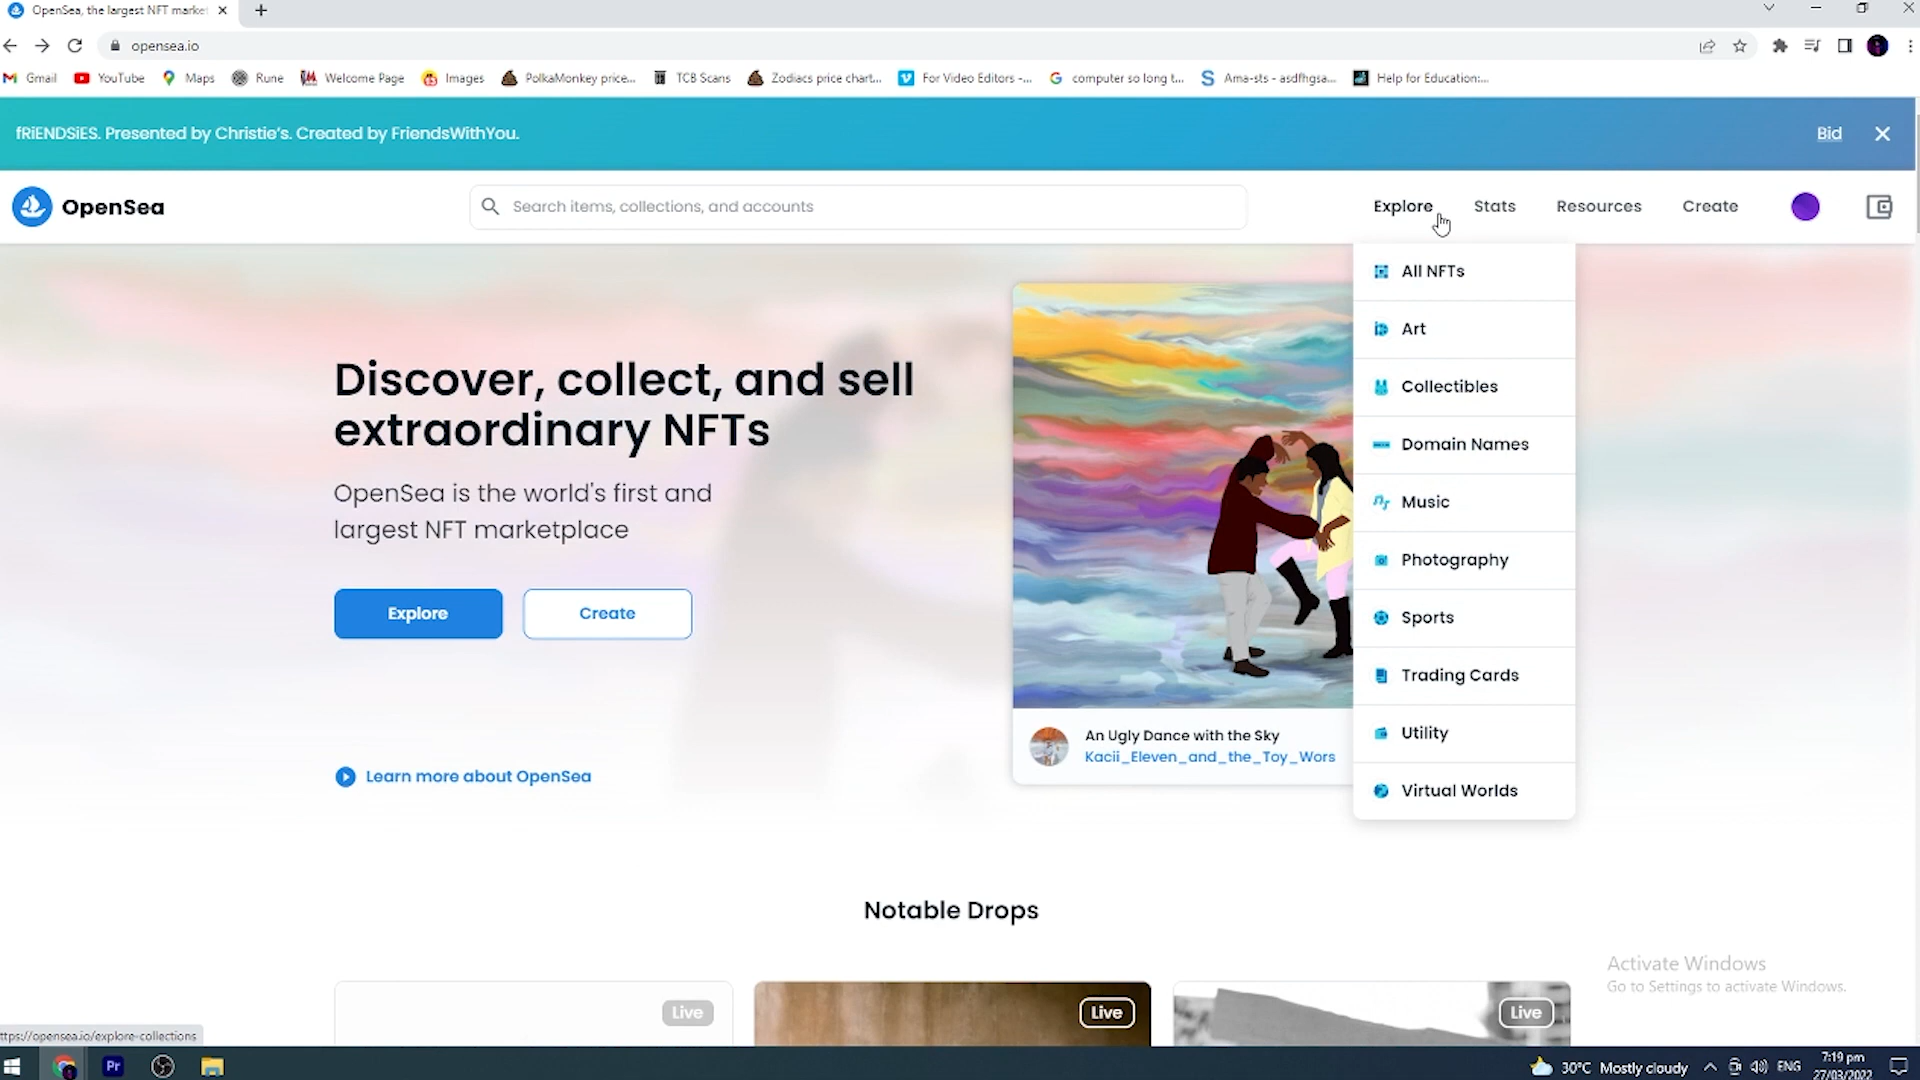 OpenSea, the largest NFT marke
opensea.io
Gmail YouTube Maps Rune Welcome Page Images PolkaMonkey price... TCB Scans Zodiacs price chart... For Video Editors -... computer so long t... Ama-sts - asdfhgsa... Help for Education:...
fRiENDSiES. Presented by Christie's. Created by FriendsWithYou.
Bid
OpenSea
Search items, collections, and accounts
Explore Stats Resources Create
All NFTs
Art
Collectibles
Domain Names
Music
Photography
Sports
Trading Cards
Utility
Virtual Worlds
Discover, collect, and sell
extraordinary NFTs
OpenSea is the world's first and
largest NFT marketplace
Explore Create
Learn more about OpenSea
An Ugly Dance with the Sky
Kacii_Eleven_and_the_Toy_Wors
Notable Drops
Live Live Live
Activate Windows
Go to Settings to activate Windows.
ttps://opensea.io/explore-collections
Pr
30°C Mostly cloudy
ENG
7:19 pm
27/03/2022